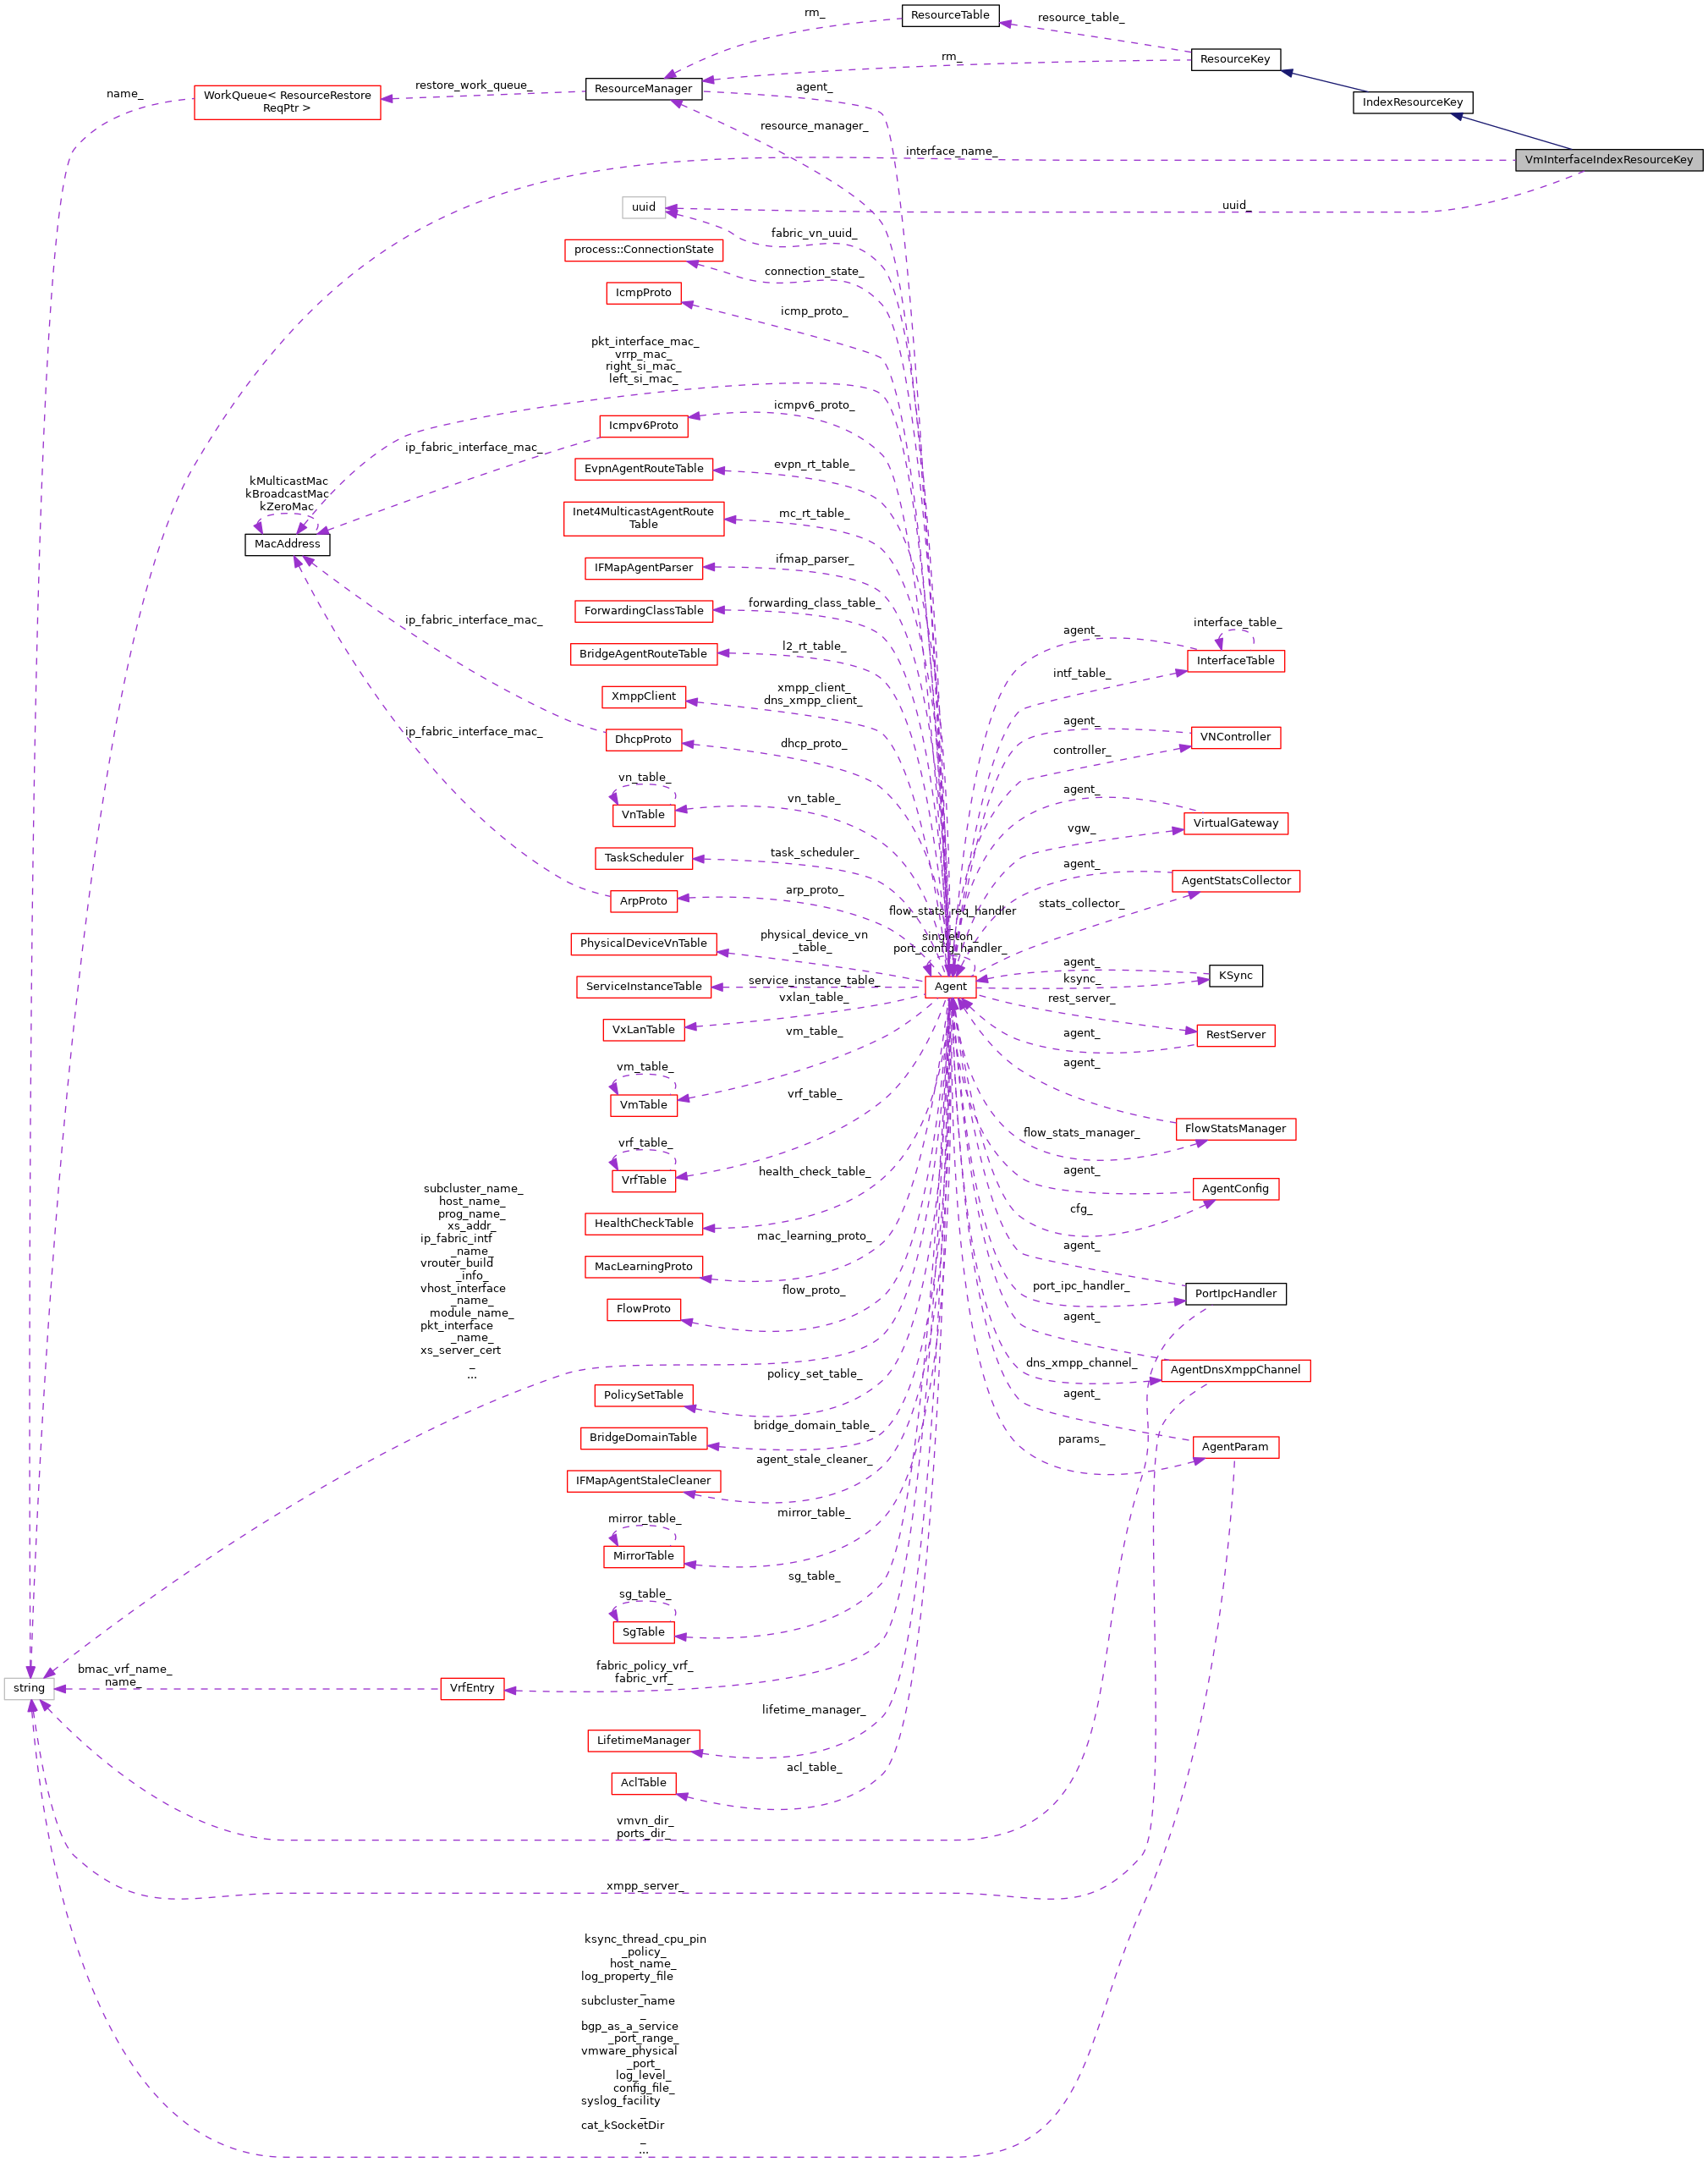 rm_
ResourceTable
resource_table_
ResourceKey
rm_
restore_work_queue_
ResourceManager
agent_
name_
WorkQueue< ResourceRestore
ReqPtr >
IndexResourceKey
resource_manager_
interface_name_
VmInterfaceIndexResourceKey
uuid
uuid_
fabric_vn_uuid_
process::ConnectionState
connection_state_
IcmpProto
icmp_proto_
pkt_interface_mac_
vrrp_mac_
right_si_mac_
left_si_mac_
icmpv6_proto_
Icmpv6Proto
ip_fabric_interface_mac_
EvpnAgentRouteTable
evpn_rt_table_
kMulticastMac
kBroadcastMac
kZeroMac
MacAddress
Inet4MulticastAgentRoute
Table
mc_rt_table_
IFMapAgentParser
ifmap_parser_
ForwardingClassTable
forwarding_class_table_
ip_fabric_interface_mac_
BridgeAgentRouteTable
l2_rt_table_
agent_
interface_table_
InterfaceTable
intf_table_
XmppClient
xmpp_client_
dns_xmpp_client_
ip_fabric_interface_mac_
DhcpProto
dhcp_proto_
agent_
VNController
controller_
vn_table_
VnTable
vn_table_
agent_
vgw_
VirtualGateway
TaskScheduler
task_scheduler_
agent_
AgentStatsCollector
stats_collector_
ArpProto
arp_proto_
flow_stats_req_handler
_
singleton_
port_config_handler_
PhysicalDeviceVnTable
physical_device_vn
_table_
agent_
KSync
ksync_
ServiceInstanceTable
service_instance_table_
Agent
VxLanTable
vxlan_table_
rest_server_
RestServer
agent_
vm_table_
agent_
vm_table_
VmTable
vrf_table_
FlowStatsManager
flow_stats_manager_
vrf_table_
VrfTable
health_check_table_
agent_
AgentConfig
cfg_
HealthCheckTable
mac_learning_proto_
agent_
MacLearningProto
flow_proto_
port_ipc_handler_
PortIpcHandler
FlowProto
agent_
subcluster_name_
host_name_
prog_name_
xs_addr_
ip_fabric_intf
_name_
vrouter_build
_info_
vhost_interface
_name_
module_name_
pkt_interface
_name_
xs_server_cert
_
...
dns_xmpp_channel_
AgentDnsXmppChannel
policy_set_table_
PolicySetTable
agent_
bridge_domain_table_
BridgeDomainTable
params_
AgentParam
agent_stale_cleaner_
IFMapAgentStaleCleaner
mirror_table_
mirror_table_
MirrorTable
sg_table_
sg_table_
SgTable
fabric_policy_vrf_
fabric_vrf_
bmac_vrf_name_
name_
string
VrfEntry
lifetime_manager_
LifetimeManager
acl_table_
AclTable
vmvn_dir_
ports_dir_
xmpp_server_
ksync_thread_cpu_pin
_policy_
host_name_
log_property_file
_
subcluster_name
_
bgp_as_a_service
_port_range_
vmware_physical
_port_
log_level_
config_file_
syslog_facility
_
cat_kSocketDir
_
...